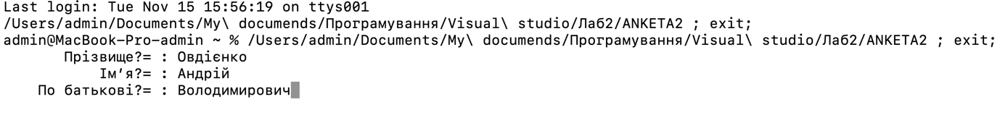 Last login: Tue Nov 15 15:56:19 on ttys001
/Users/admin/Documents/My\ documends/Програмування/Visual\ studio/Лаб2/ANKETA2 ; exit;
admin@MacBook-Pro-admin ~ % /Users/admin/Documents/My\ documends/Програмування/Visual\ studio/Лаб2/ANKETA2 ; exit;
Прізвище?= : Овдієнко
Ім’я?= : Андрій
По батькові?= : Володимирович